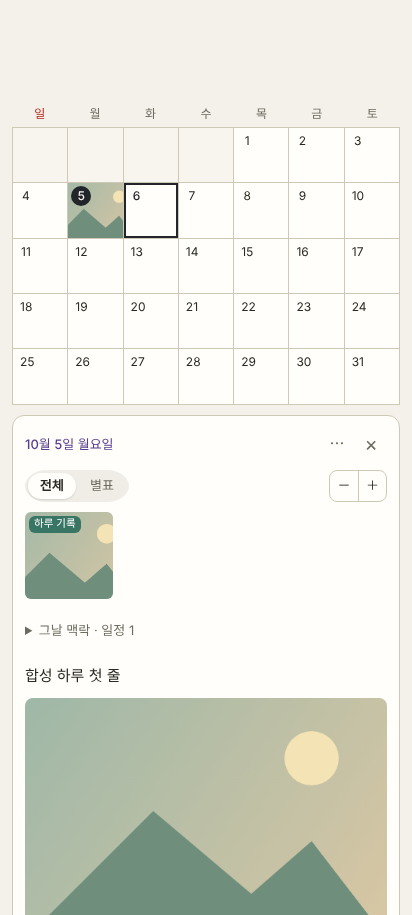 일 월 화 수 목 금 토
1 2 3
4 5 6 7 8 9 10
11 12 13 14 15 16 17
18 19 20 21 22 23 24
25 26 27 28 29 30 31
10월 5일 월요일 ··· ×
전체 별표 − +
하루 기록
▶ 그날 맥락 · 일정 1
합성 하루 첫 줄